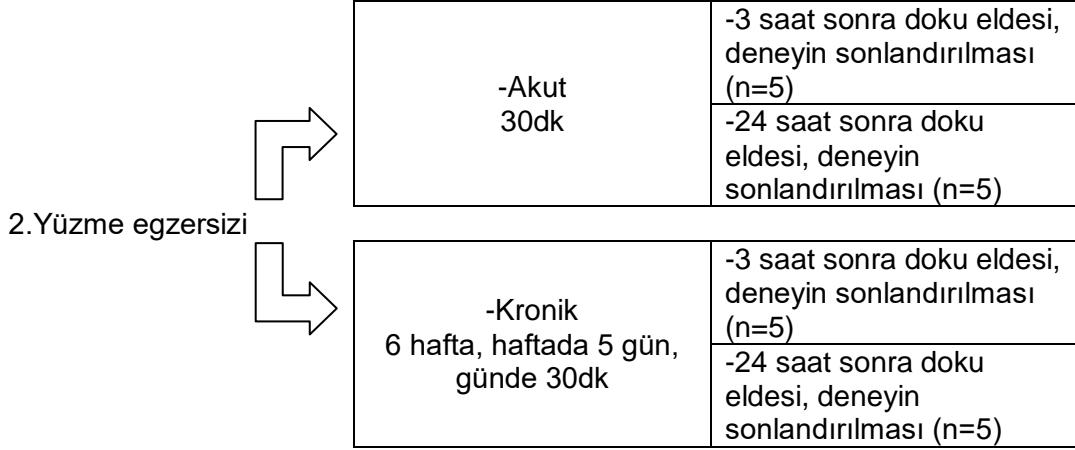 -Akut
30dk
-3 saat sonra doku eldesi,
deneyin sonlandırılması
(n=5)
-24 saat sonra doku
eldesi, deneyin
sonlandırılması (n=5)
2.Yüzme egzersizi
-Kronik
6 hafta, haftada 5 gün,
günde 30dk
-3 saat sonra doku eldesi,
deneyin sonlandırılması
(n=5)
-24 saat sonra doku
eldesi, deneyin
sonlandırılması (n=5)